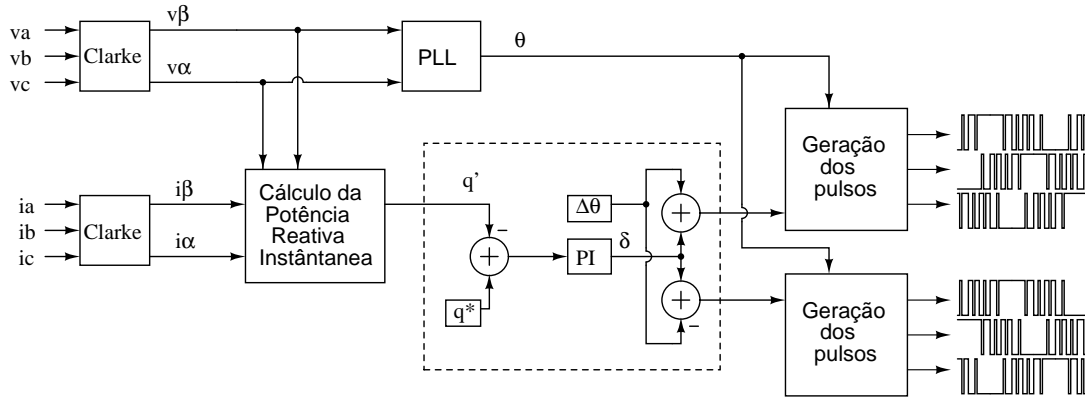 va
vb
vc
Clarke
vβ
vα
PLL
θ
ia
ib
ic
Clarke
iβ
iα
Cálculo da
Potência
Reativa
Instântanea
q’
−
+
q*
Δθ
PI
δ
+
+
−
Geração
dos
pulsos
Geração
dos
pulsos